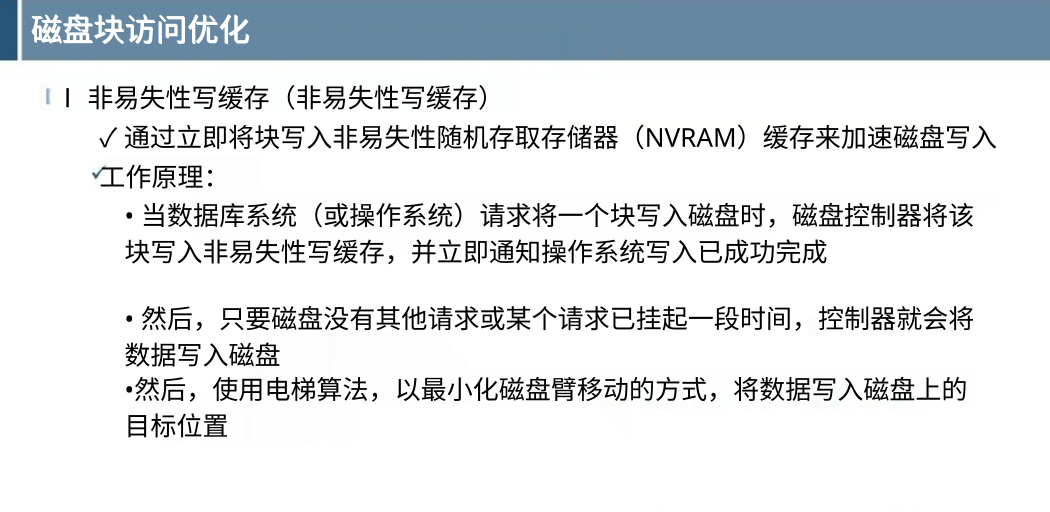 磁盘块访问优化
l 非易失性写缓存（非易失性写缓存）
✓ 通过立即将块写入非易失性随机存取存储器（NVRAM）缓存来加速磁盘写入
✓工作原理：
• 当数据库系统（或操作系统）请求将一个块写入磁盘时，磁盘控制器将该
块写入非易失性写缓存，并立即通知操作系统写入已成功完成
• 然后，只要磁盘没有其他请求或某个请求已挂起一段时间，控制器就会将
数据写入磁盘
•然后，使用电梯算法，以最小化磁盘臂移动的方式，将数据写入磁盘上的
目标位置